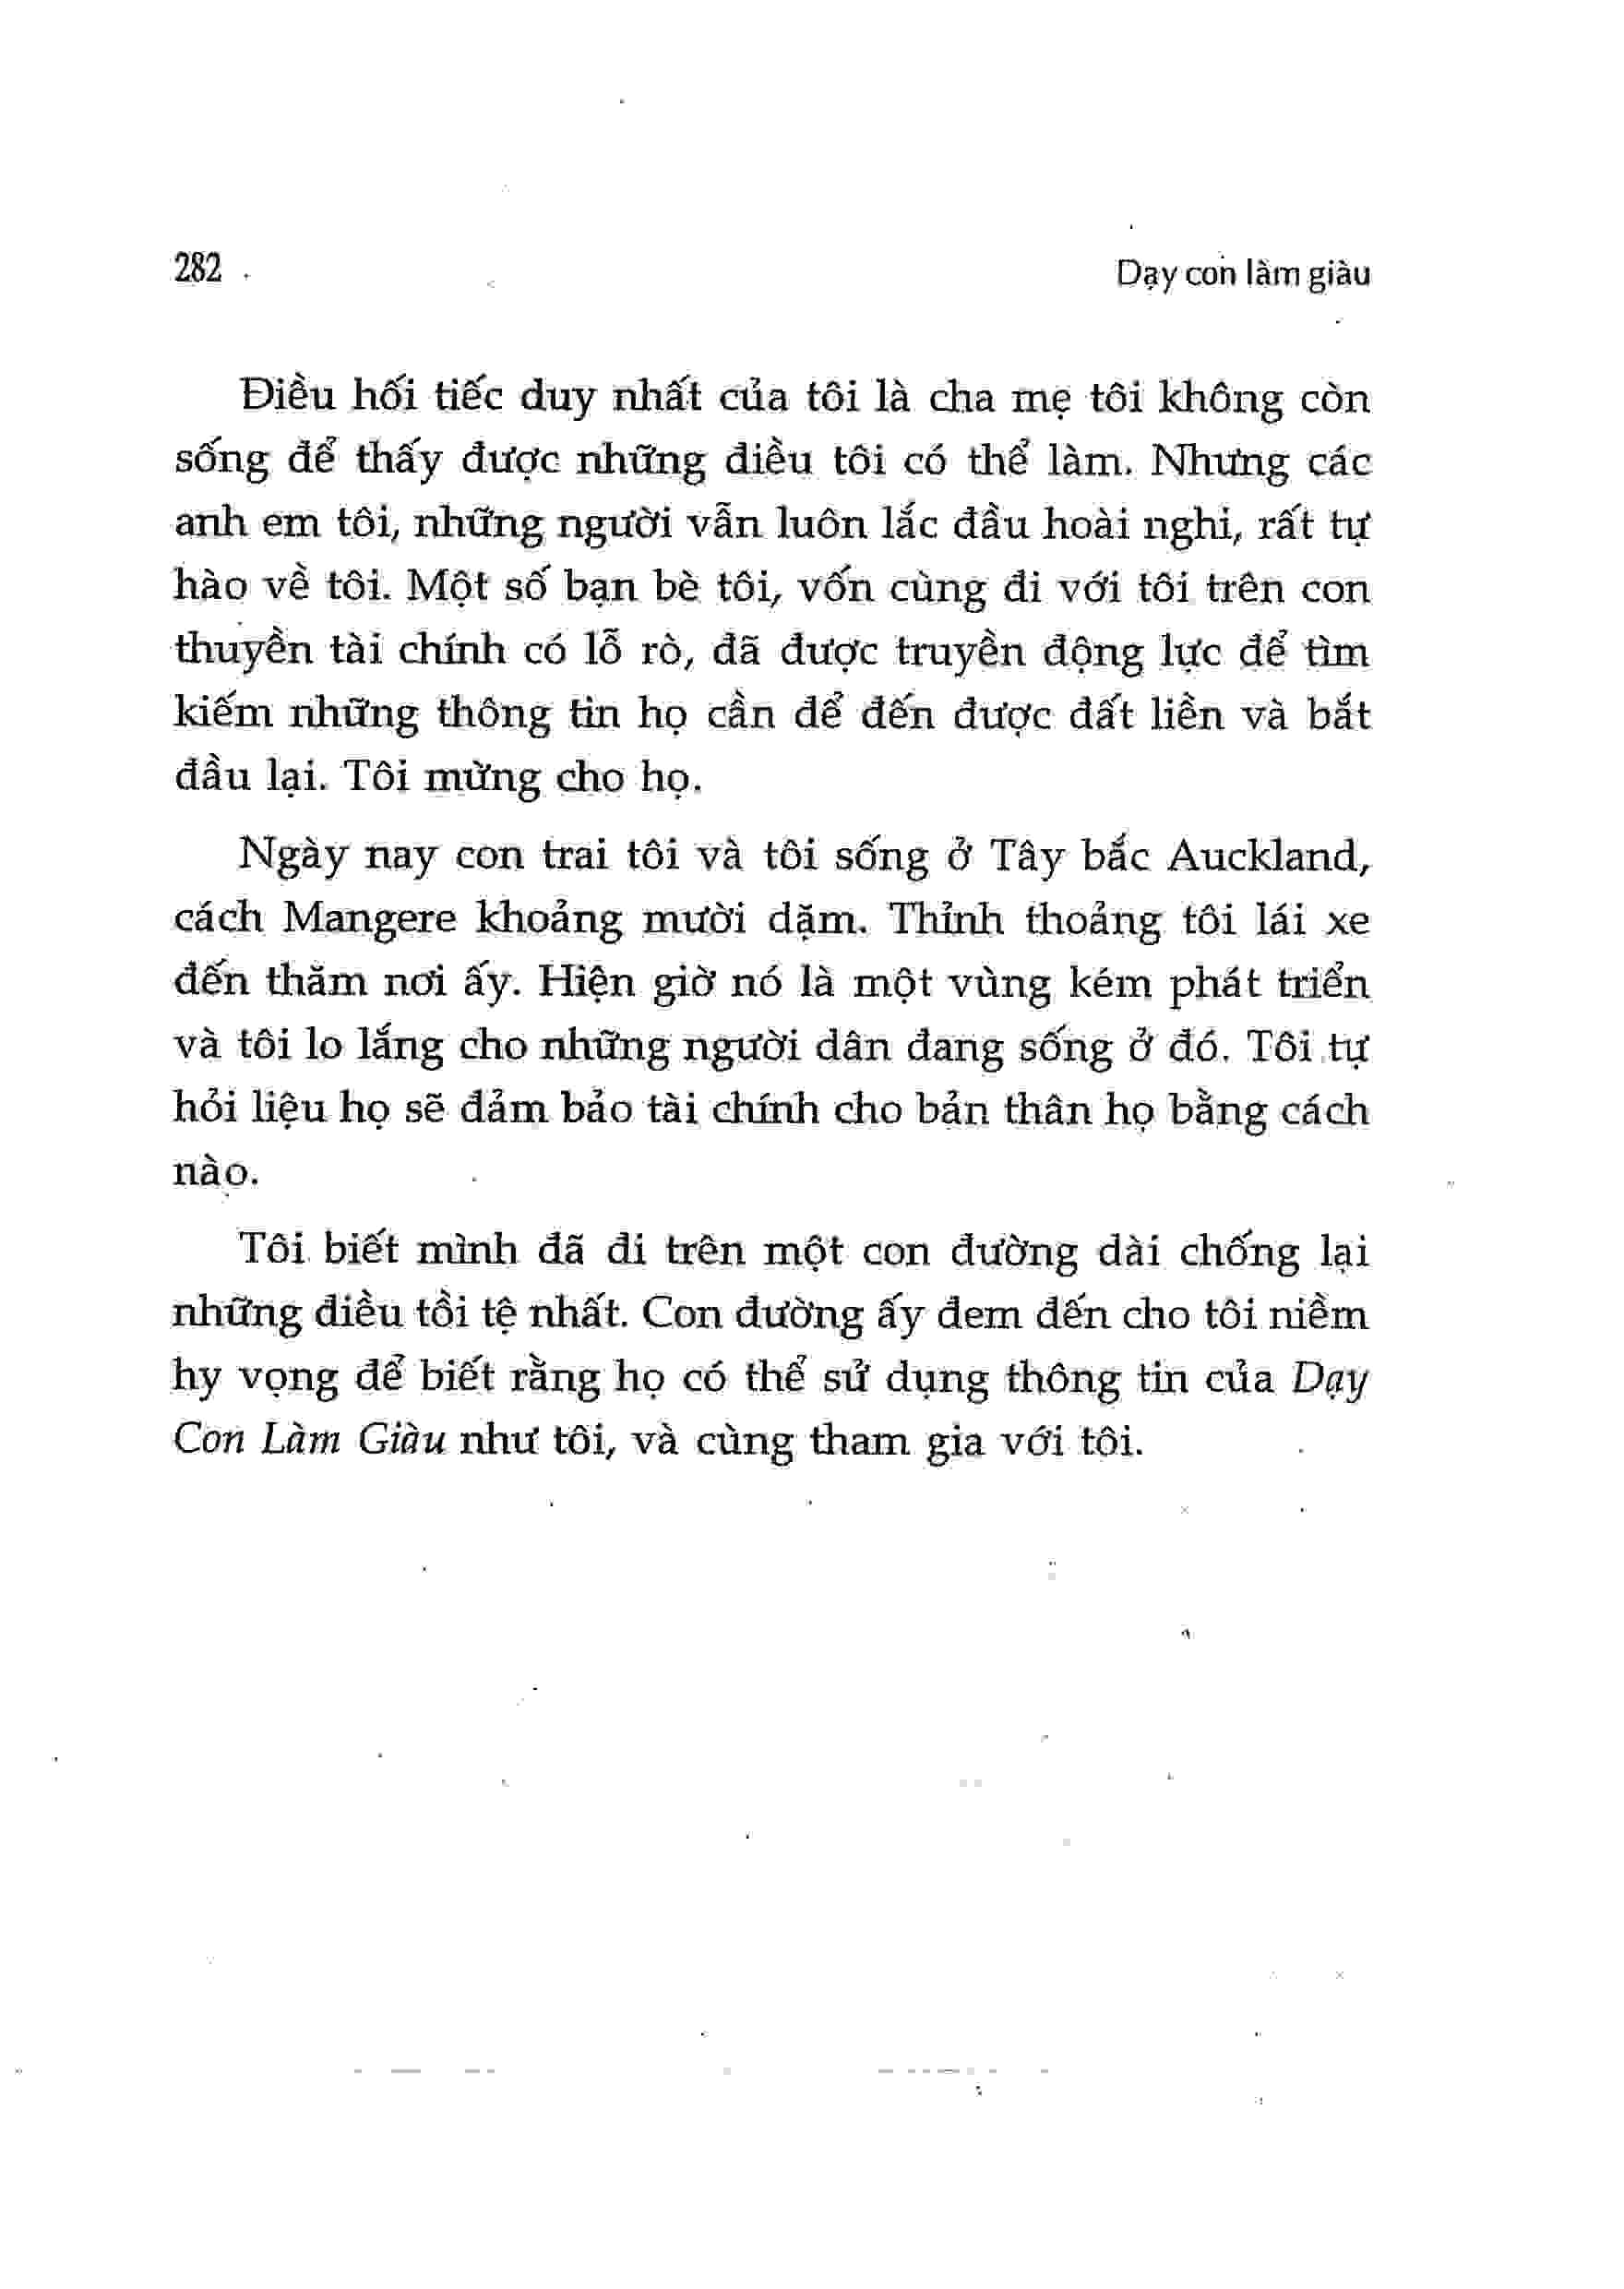 282
Dạy con làm giàu
Điều hối tiếc duy nhất của tôi là cha mẹ tôi không còn
sống để thấy được những điều tôi có thể làm. Nhưng các
anh em tôi, những người vẫn luôn lắc đầu hoài nghi, rất tự
hào về tôi. Một số bạn bè tôi, vốn cùng đi với tôi trên con
thuyền tài chính có lỗ rò, đã được truyền động lực để tìm
kiếm những thông tin họ cần để đến được đất liền và bắt
đầu lại. Tôi mừng cho họ.
Ngày nay con trai tôi và tôi sống ở Tây bắc Auckland,
cách Mangere khoảng mười dặm. Thỉnh thoảng tôi lái xe
đến thăm nơi ấy. Hiện giờ nó là một vùng kém phát triển
và tôi lo lắng cho những người dân đang sống ở đó. Tôi tự
hỏi liệu họ sẽ đảm bảo tài chính cho bản thân họ bằng cách
nào.
Tôi biết mình đã đi trên một con đường dài chống lại
những điều tồi tệ nhất. Con đường ấy đem đến cho tôi niềm
hy vọng để biết rằng họ có thể sử dụng thông tin của Dạy
Con Làm Giàu như tôi, và cùng tham gia với tôi.